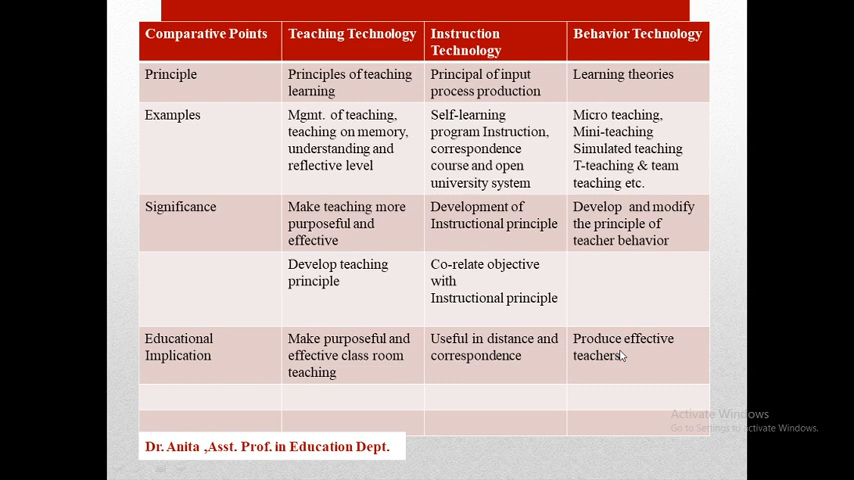 Comparative Points
Teaching Technology
Instruction
Technology
Behavior Technology
Principle
Principles of teaching
learning
Principal of input
process production
Learning theories
Examples
Mgmt. of teaching,
teaching on memory,
understanding and
reflective level
Self-learning
program Instruction,
correspondence
course and open
university system
Micro teaching,
Mini-teaching
Simulated teaching
T-teaching & team
teaching etc.
Significance
Make teaching more
purposeful and
effective
Development of
Instructional principle
Develop and modify
the principle of
teacher behavior
Develop teaching
principle
Co-relate objective
with
Instructional principle
Educational
Implication
Make purposeful and
effective class room
teaching
Useful in distance and
correspondence
Produce effective
teachers
Activate Windows
Go to Settings to activate Windows.
Dr. Anita ,Asst. Prof. in Education Dept.